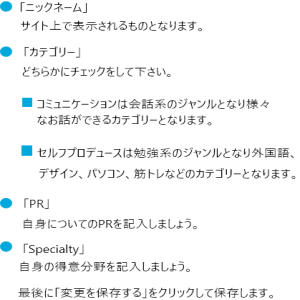 「ニックネーム」
サイト上で表示されるものとなります。
「カテゴリー」
どちらかにチェックをして下さい。
コミュニケーションは会話系のジャンルとなり様々
なお話ができるカテゴリーとなります。
セルフプロデュースは勉強系のジャンルとなり外国語、
デザイン、パソコン、筋トレなどのカテゴリーとなります。
「PR」
自身についてのPRを記入しましょう。
「Specialty」
自身の得意分野を記入しましょう。
最後に「変更を保存する」をクリックして保存します。